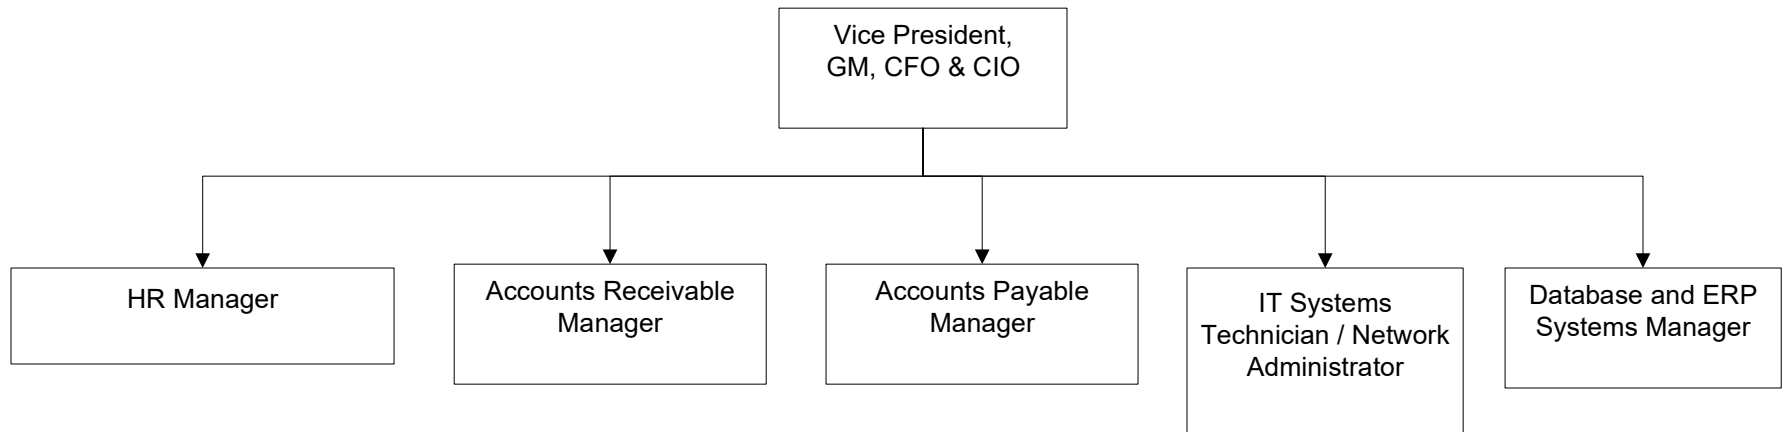 Vice President,
GM, CFO & CIO
HR Manager
Accounts Receivable
Manager
Accounts Payable
Manager
IT Systems
Technician / Network
Administrator
Database and ERP
Systems Manager